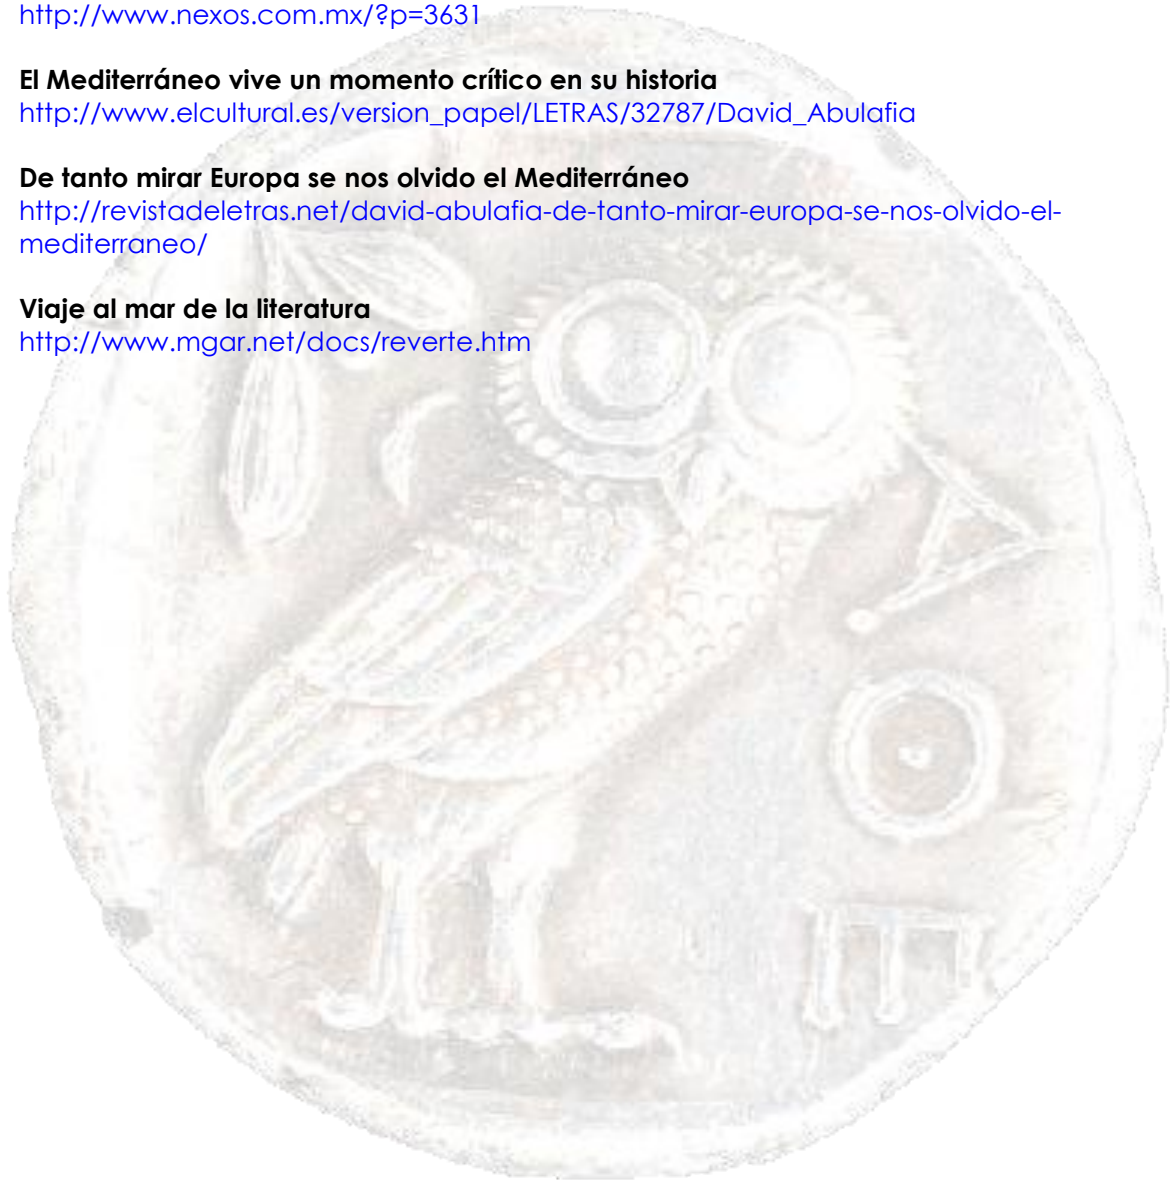 http://www.nexos.com.mx/?p=3631
El Mediterráneo vive un momento crítico en su historia
http://www.elcultural.es/version_papel/LETRAS/32787/David_Abulafia
De tanto mirar Europa se nos olvido el Mediterráneo
http://revistadeletras.net/david-abulafia-de-tanto-mirar-europa-se-nos-olvido-el-
mediterraneo/
Viaje al mar de la literatura
http://www.mgar.net/docs/reverte.htm